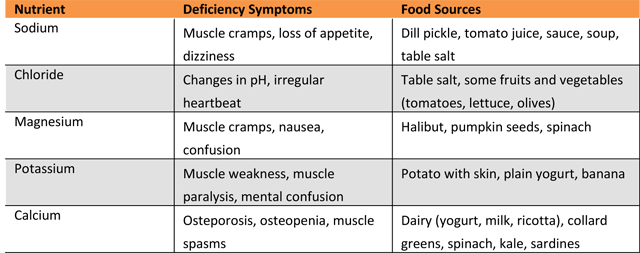 Nutrient Deficiency Symptoms Food Sources
Sodium Muscle cramps, loss of appetite, Dill pickle, tomato juice, sauce, soup,
dizziness table salt
Chloride Changes in pH, irregular Table salt, some fruits and vegetables
heartbeat (tomatoes, lettuce, olives)
Magnesium Muscle cramps, nausea, Halibut, pumpkin seeds, spinach
confusion
Potassium Muscle weakness, muscle Potato with skin, plain yogurt, banana
paralysis, mental confusion
Calcium Osteporosis, osteopenia, muscle Dairy (yogurt, milk, ricotta), collard
spasms greens, spinach, kale, sardines